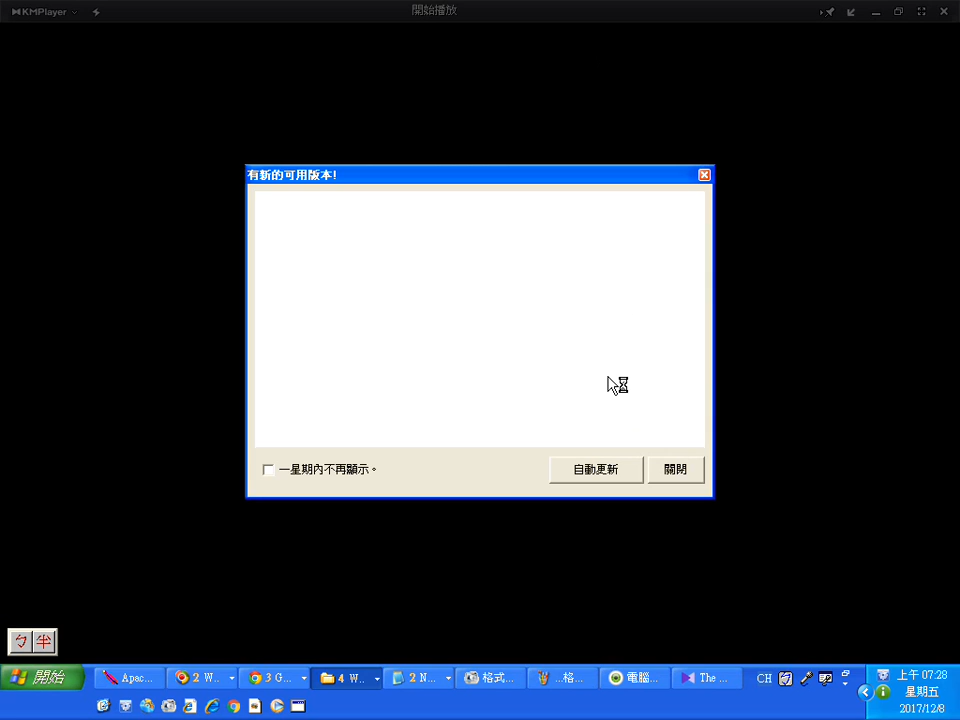 KMPlayer
開始播放
有新的可用版本!
一星期內不再顯示。
自動更新
關閉
ㄅ 半
開始
Apac...
2 W...
3 G...
4 W...
2 N...
格式...
...格...
電腦...
The ...
CH
上午 07:28
星期五
2017/12/8